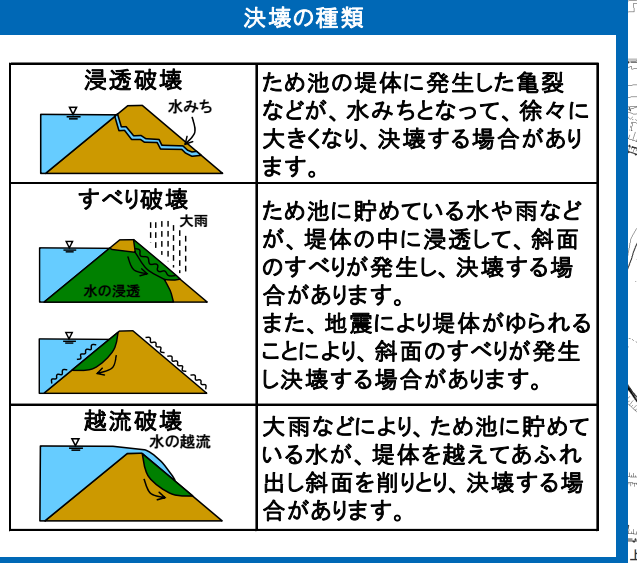 決壊の種類
浸透破壊
水みち
ため池の堤体に発生した亀裂
などが、水みちとなって、徐々に
大きくなり、決壊する場合があり
ます。
すべり破壊
大雨
水の浸透
ため池に貯めている水や雨など
が、堤体の中に浸透して、斜面
のすべりが発生し、決壊する場
合があります。
また、地震により堤体がゆられる
ことにより、斜面のすべりが発生
し決壊する場合があります。
越流破壊
水の越流
大雨などにより、ため池に貯めて
いる水が、堤体を越えてあふれ
出し斜面を削りとり、決壊する場
合があります。